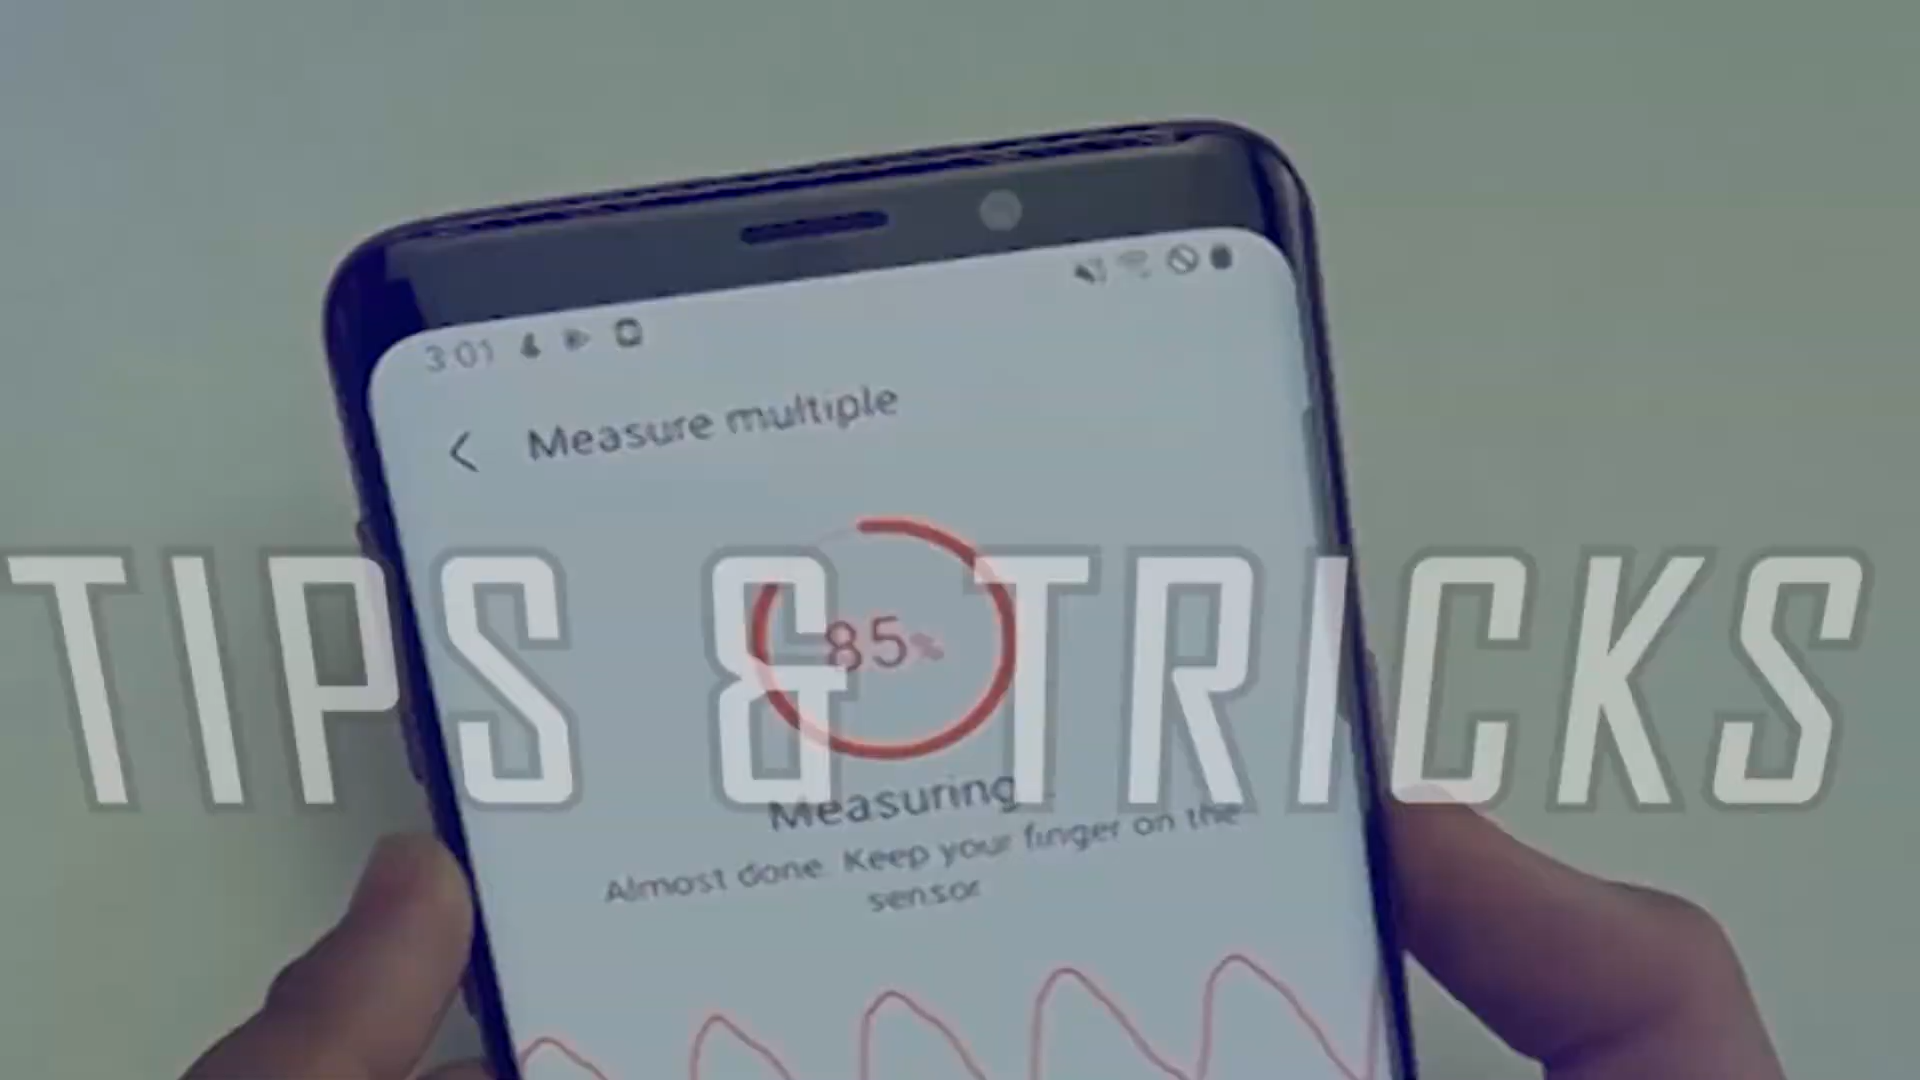 3:01
Measure multiple
TIPS & TRICKS
85%
Measuring
Almost done. Keep your finger on the
sensor